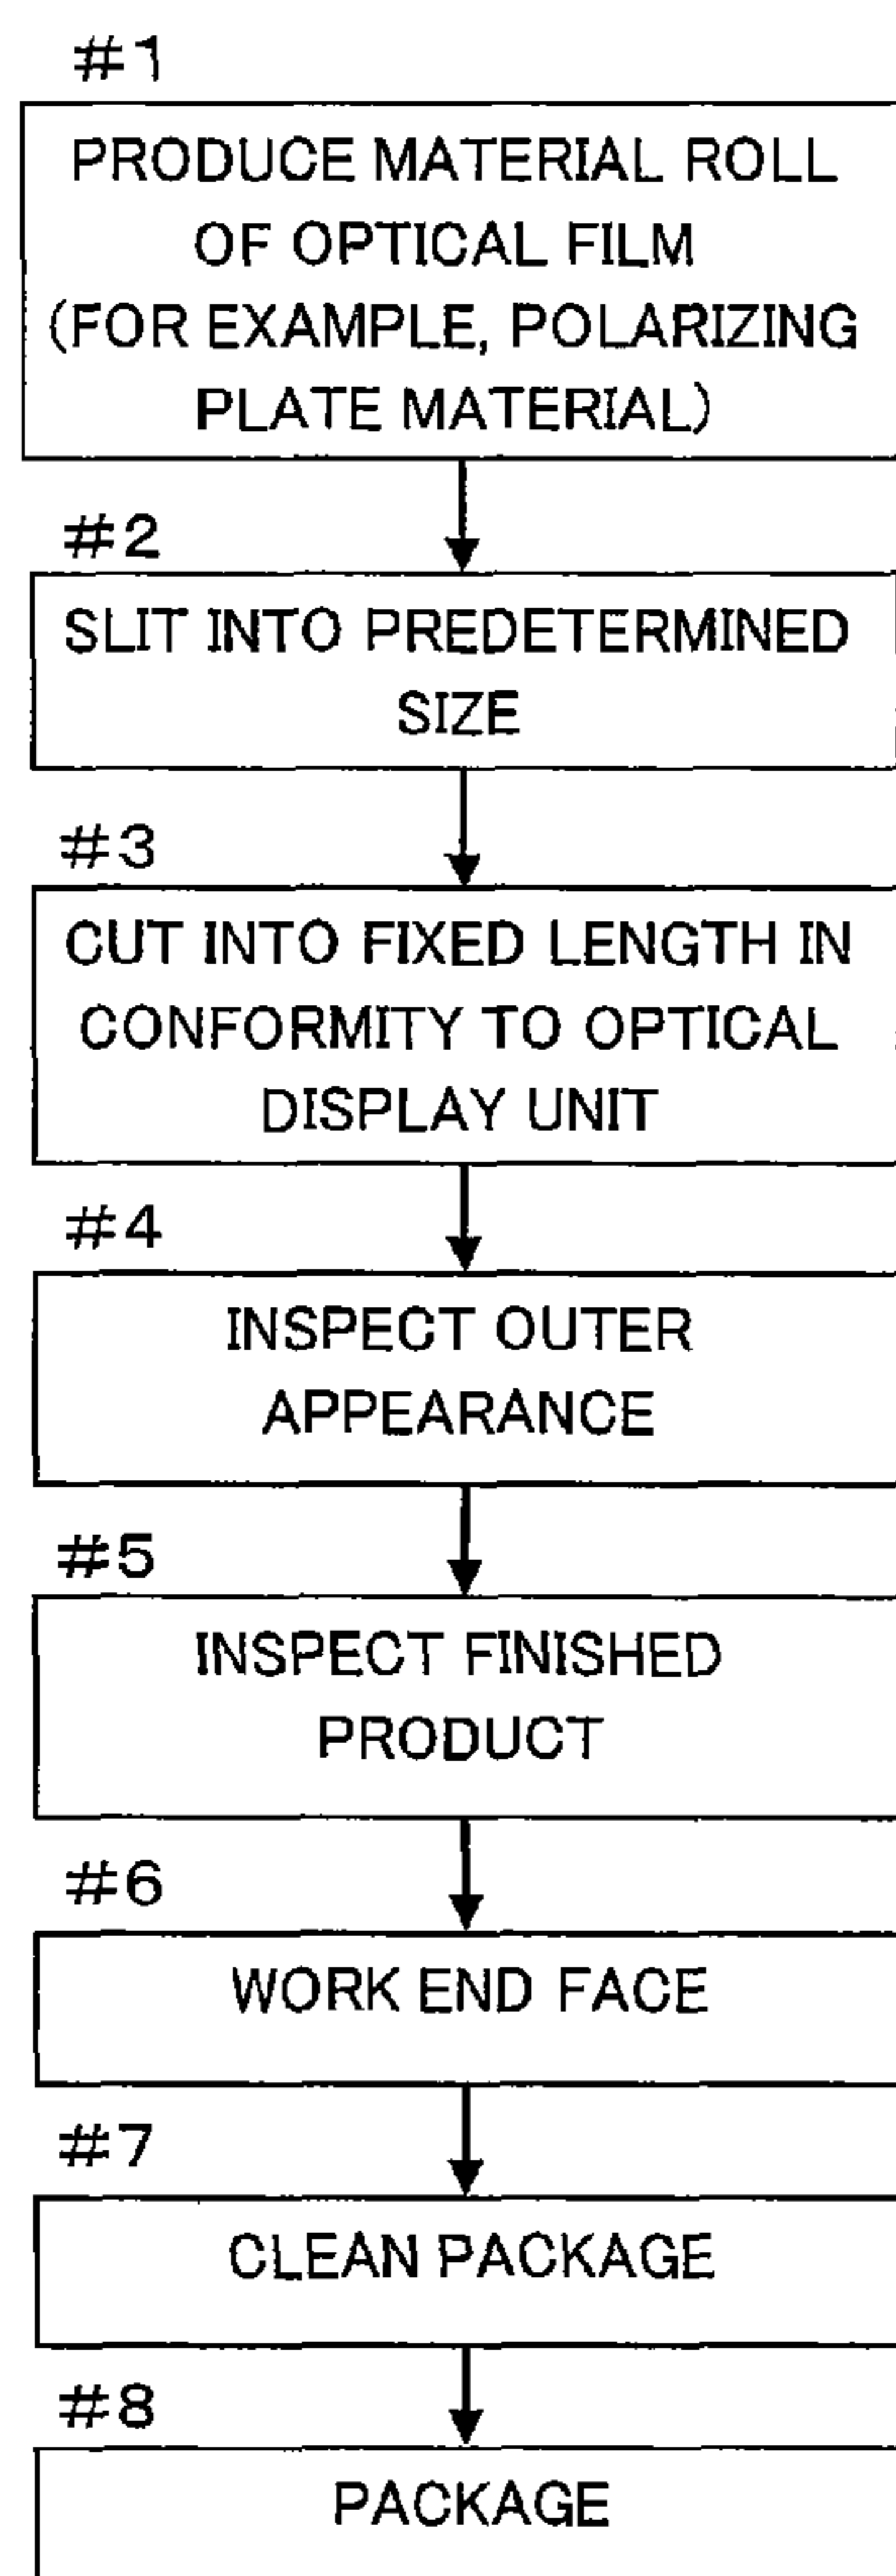 #1
PRODUCE MATERIAL ROLL
OF OPTICAL FILM
(FOR EXAMPLE, POLARIZING
PLATE MATERIAL)
#2
SLIT INTO PREDETERMINED
SIZE
#3
CUT INTO FIXED LENGTH IN
CONFORMITY TO OPTICAL
DISPLAY UNIT
#4
INSPECT OUTER
APPEARANCE
#5
INSPECT FINISHED
PRODUCT
#6
WORK END FACE
#7
CLEAN PACKAGE
#8
PACKAGE